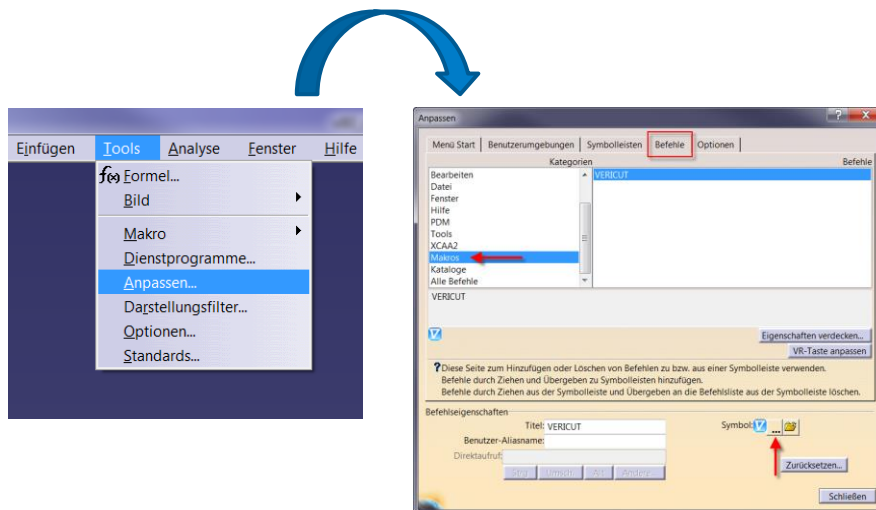 Einfügen Tools Analyse Fenster Hilfe
f(x) Formel...
Bild
Makro
Dienstprogramme...
Anpassen...
Darstellungsfilter...
Optionen...
Standards...
Anpassen
Menü Start Benutzerumgebungen Symbolleisten Befehle Optionen
Kategorien Befehle
Bearbeiten VERICUT
Datei
Fenster
Hilfe
PDM
Tools
XCAA2
Makros
Kataloge
Alle Befehle
VERICUT
Eigenschaften verdecken...
VR-Taste anpassen
?Diese Seite zum Hinzufügen oder Löschen von Befehlen zu bzw. aus einer Symbolleiste verwenden.
Befehle durch Ziehen und Übergeben zu Symbolleisten hinzufügen.
Befehle durch Ziehen aus der Symbolleiste und Übergeben an die Befehlsliste aus der Symbolleiste löschen.
Befehlseigenschaften
Titel: VERICUT Symbol: V ...
Benutzer-Aliasname:
Direktaufruf:
Strg Umsch Alt Andere...
Zurücksetzen...
Schließen